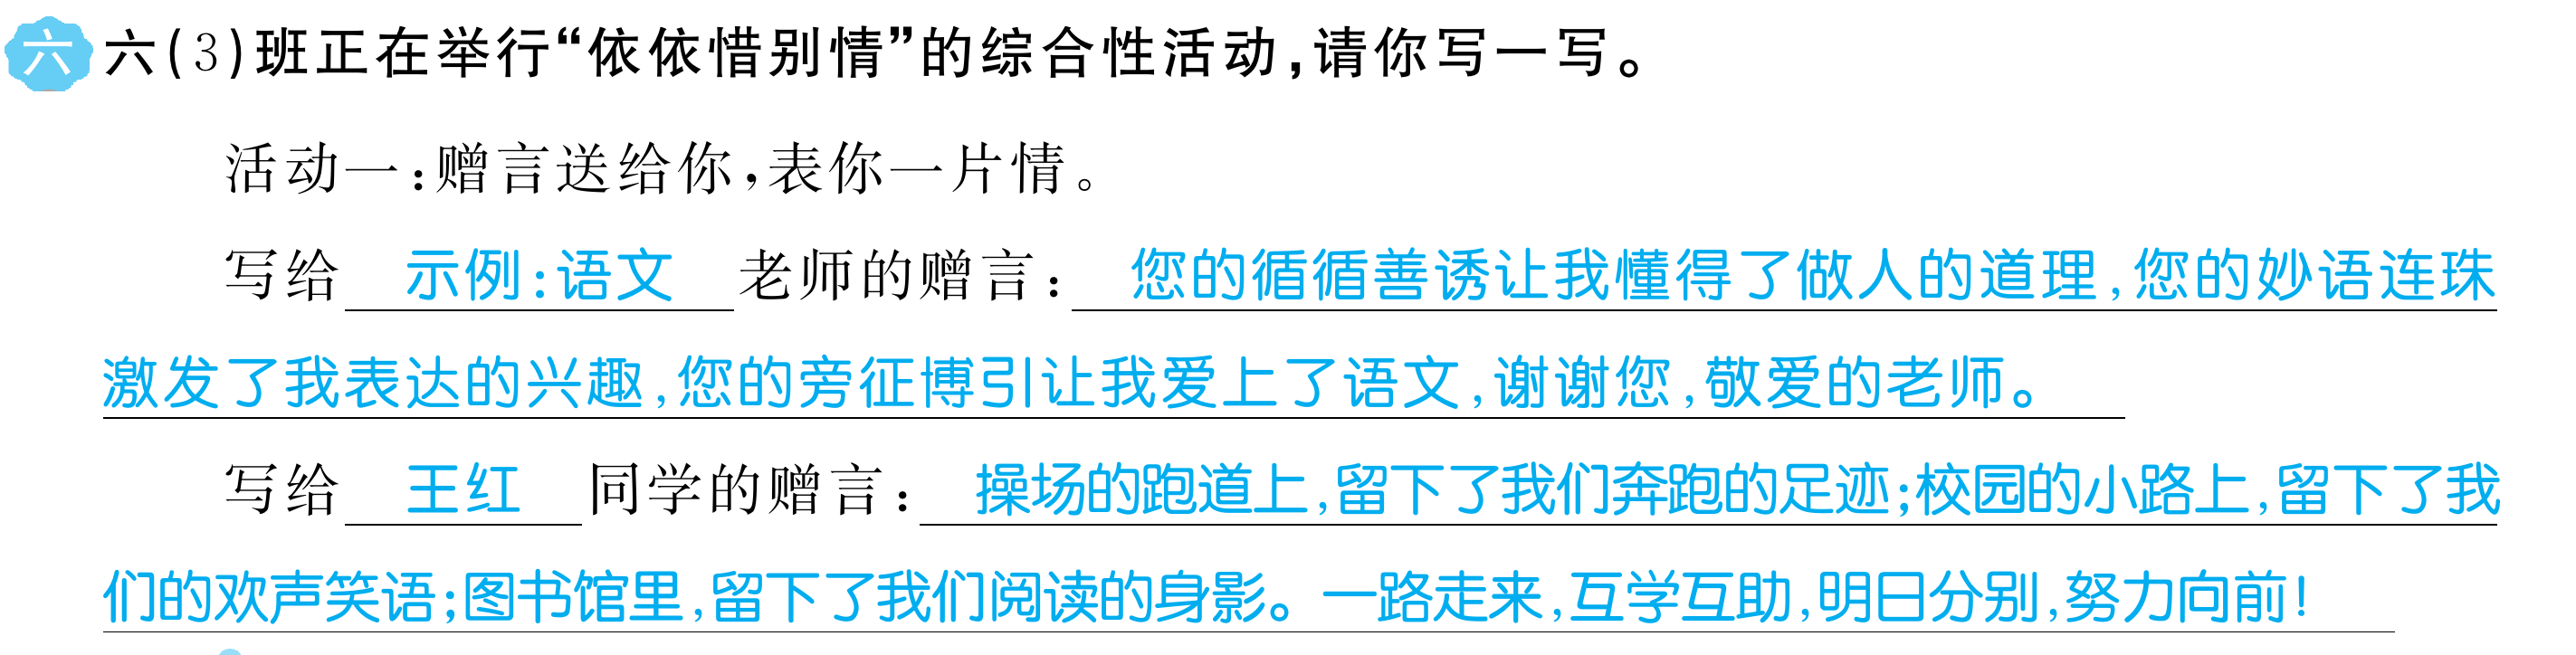 六 六(3)班正在举行“依依惜别情”的综合性活动,请你写一写。
活动一:赠言送给你,表你一片情。
写给 示例:语文 老师的赠言: 您的循循善诱让我懂得了做人的道理,您的妙语连珠
激发了我表达的兴趣,您的旁征博引让我爱上了语文,谢谢您,敬爱的老师。
写给 王红 同学的赠言: 操场的跑道上,留下了我们奔跑的足迹;校园的小路上,留下了我
们的欢声笑语;图书馆里,留下了我们阅读的身影。一路走来,互学互助,明日分别,努力向前!